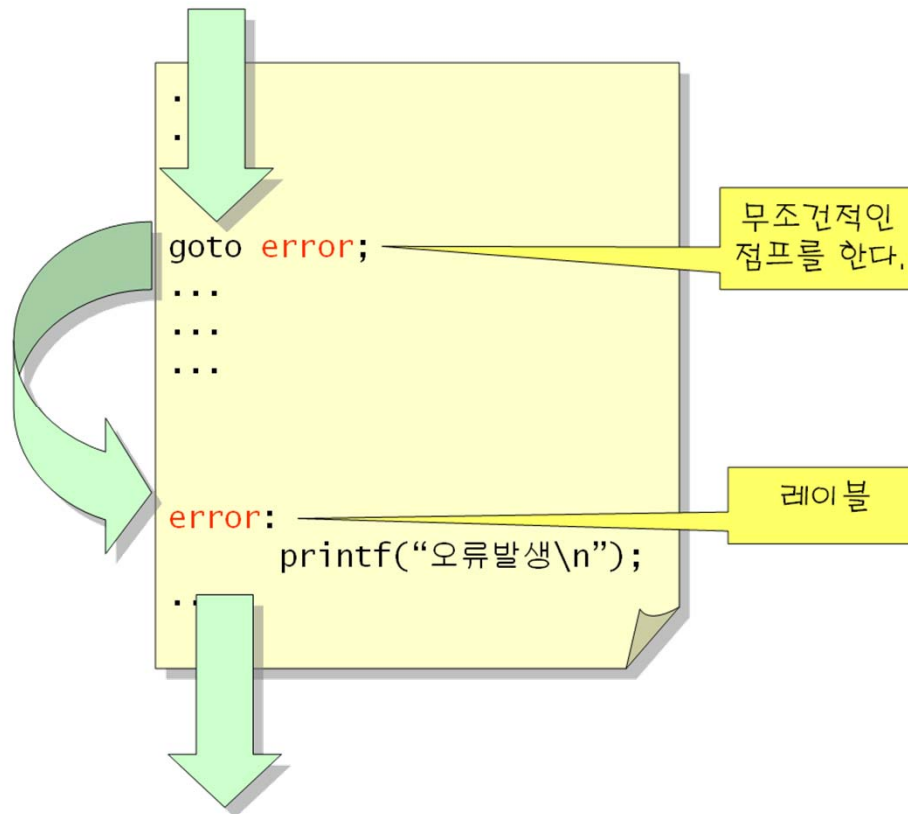 .
.
goto error;
무조건적인
점프를 한다.
...
...
...
error:
레이블
printf("오류발생\n");
..